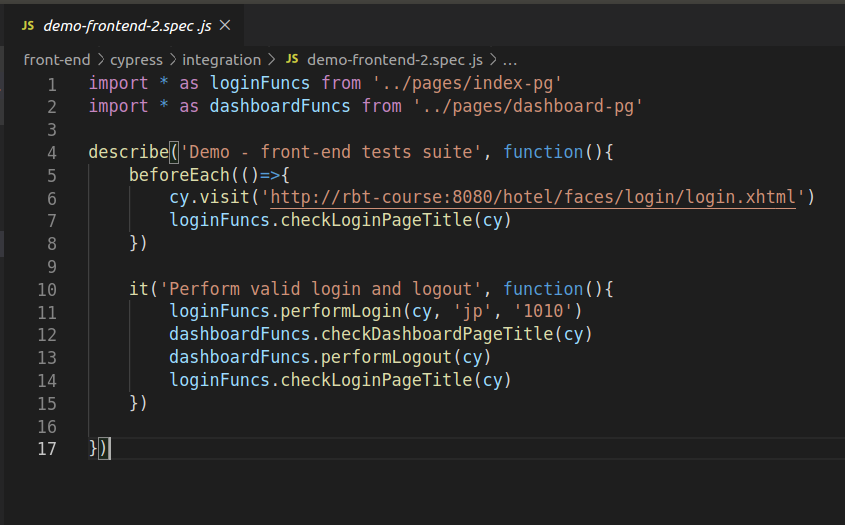 JS demo-frontend-2.spec .js ×
front-end > cypress > integration > JS demo-frontend-2.spec .js > ...
1 import * as loginFuncs from '../pages/index-pg'
2 import * as dashboardFuncs from '../pages/dashboard-pg'
3
4 describe('Demo - front-end tests suite', function(){
5     beforeEach(()=>{
6         cy.visit('http://rbt-course:8080/hotel/faces/login/login.xhtml')
7         loginFuncs.checkLoginPageTitle(cy)
8     })
9
10     it('Perform valid login and logout', function(){
11         loginFuncs.performLogin(cy, 'jp', '1010')
12         dashboardFuncs.checkDashboardPageTitle(cy)
13         dashboardFuncs.performLogout(cy)
14         loginFuncs.checkLoginPageTitle(cy)
15     })
16
17 })